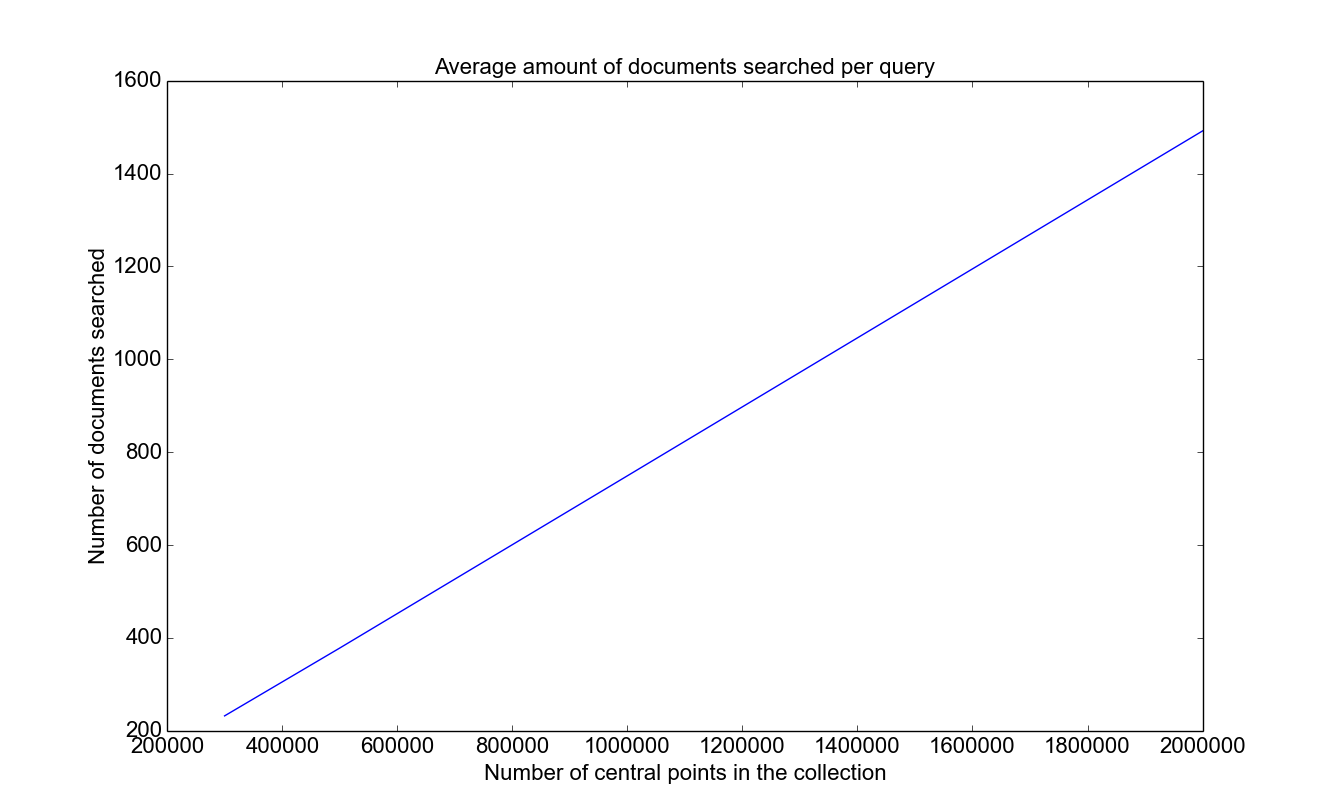 Average amount of documents searched per query
1600
1400
1200
1000
800
600
400
200
Number of documents searched
200000 400000 600000 800000 1000000 1200000 1400000 1600000 1800000 2000000
Number of central points in the collection